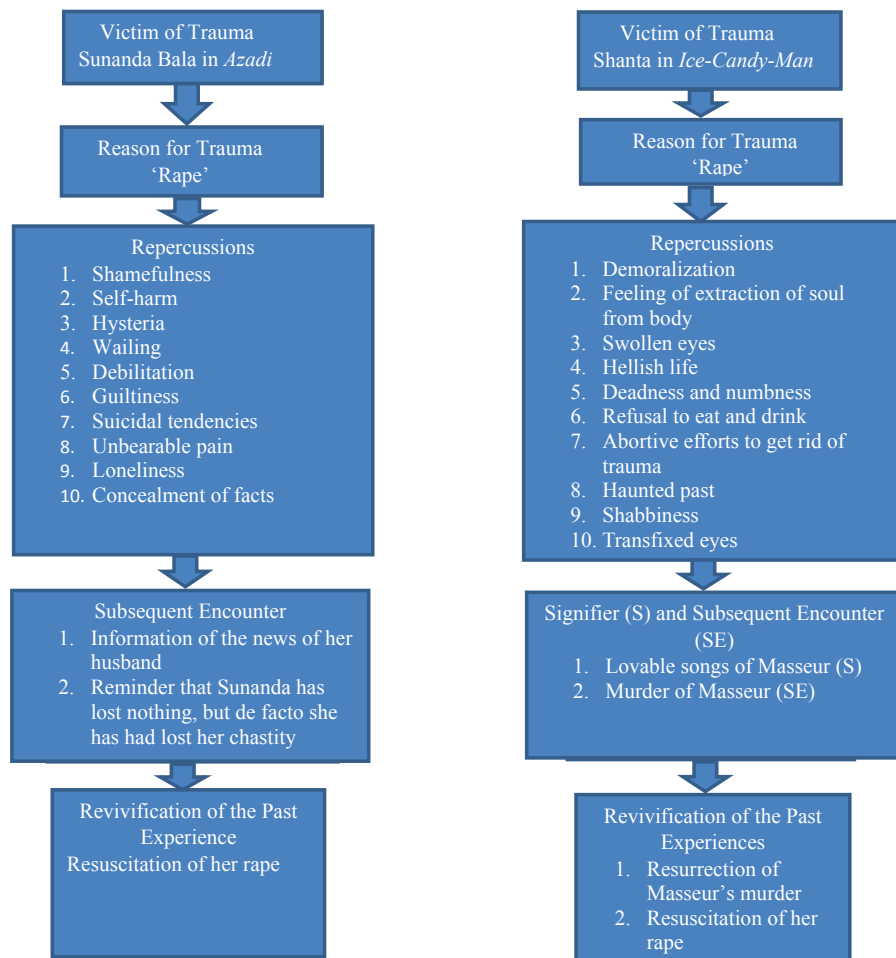 Victim of Trauma
Sunanda Bala in Azadi
Reason for Trauma
‘Rape’
Repercussions
1. Shamefulness
2. Self-harm
3. Hysteria
4. Wailing
5. Debilitation
6. Guiltiness
7. Suicidal tendencies
8. Unbearable pain
9. Loneliness
10. Concealment of facts
Subsequent Encounter
1. Information of the news of her
husband
2. Reminder that Sunanda has
lost nothing, but de facto she
has had lost her chastity
Revivification of the Past
Experience
Resuscitation of her rape
Victim of Trauma
Shanta in Ice-Candy-Man
Reason for Trauma
‘Rape’
Repercussions
1. Demoralization
2. Feeling of extraction of soul
from body
3. Swollen eyes
4. Hellish life
5. Deadness and numbness
6. Refusal to eat and drink
7. Abortive efforts to get rid of
trauma
8. Haunted past
9. Shabbiness
10. Transfixed eyes
Signifier (S) and Subsequent Encounter
(SE)
1. Lovable songs of Masseur (S)
2. Murder of Masseur (SE)
Revivification of the Past
Experiences
1. Resurrection of
Masseur’s murder
2. Resuscitation of her
rape